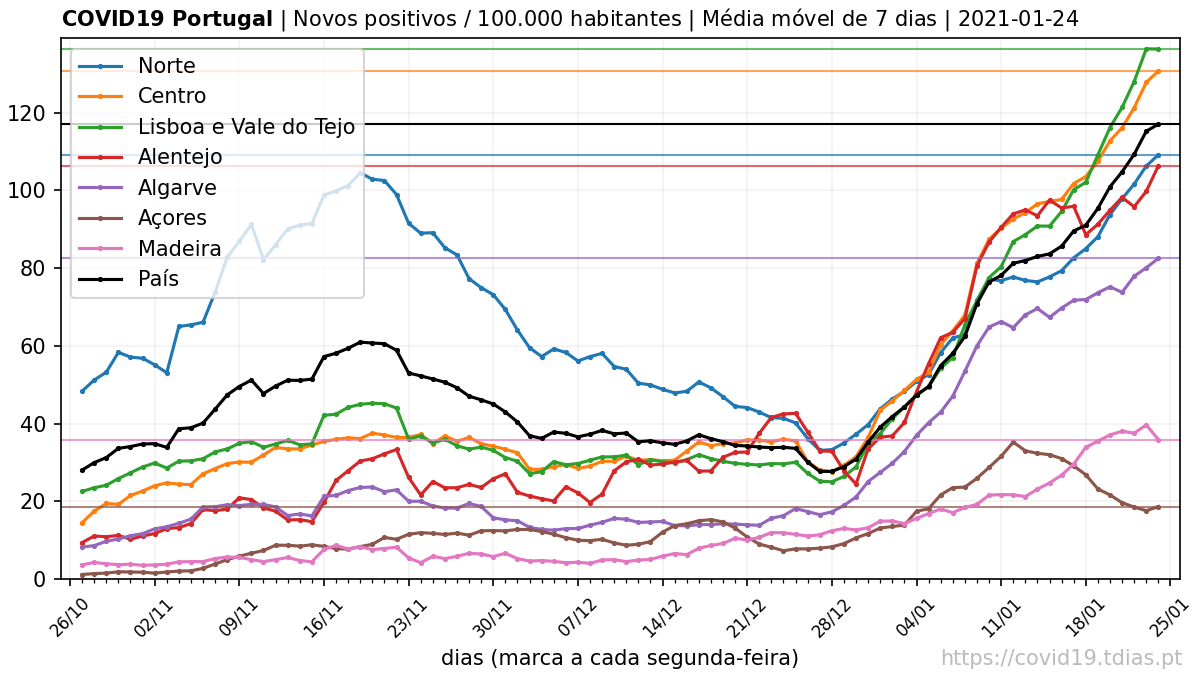 COVID19 Portugal | Novos positivos / 100.000 habitantes | Média móvel de 7 dias | 2021-01-24
Norte
Centro
Lisboa e Vale do Tejo
Alentejo
Algarve
Açores
Madeira
País
120
100
80
60
40
20
0
26/10
02/11
09/11
16/11
23/11
30/11
07/12
14/12
21/12
28/12
04/01
11/01
18/01
25/01
dias (marca a cada segunda-feira)
https://covid19.tdias.pt